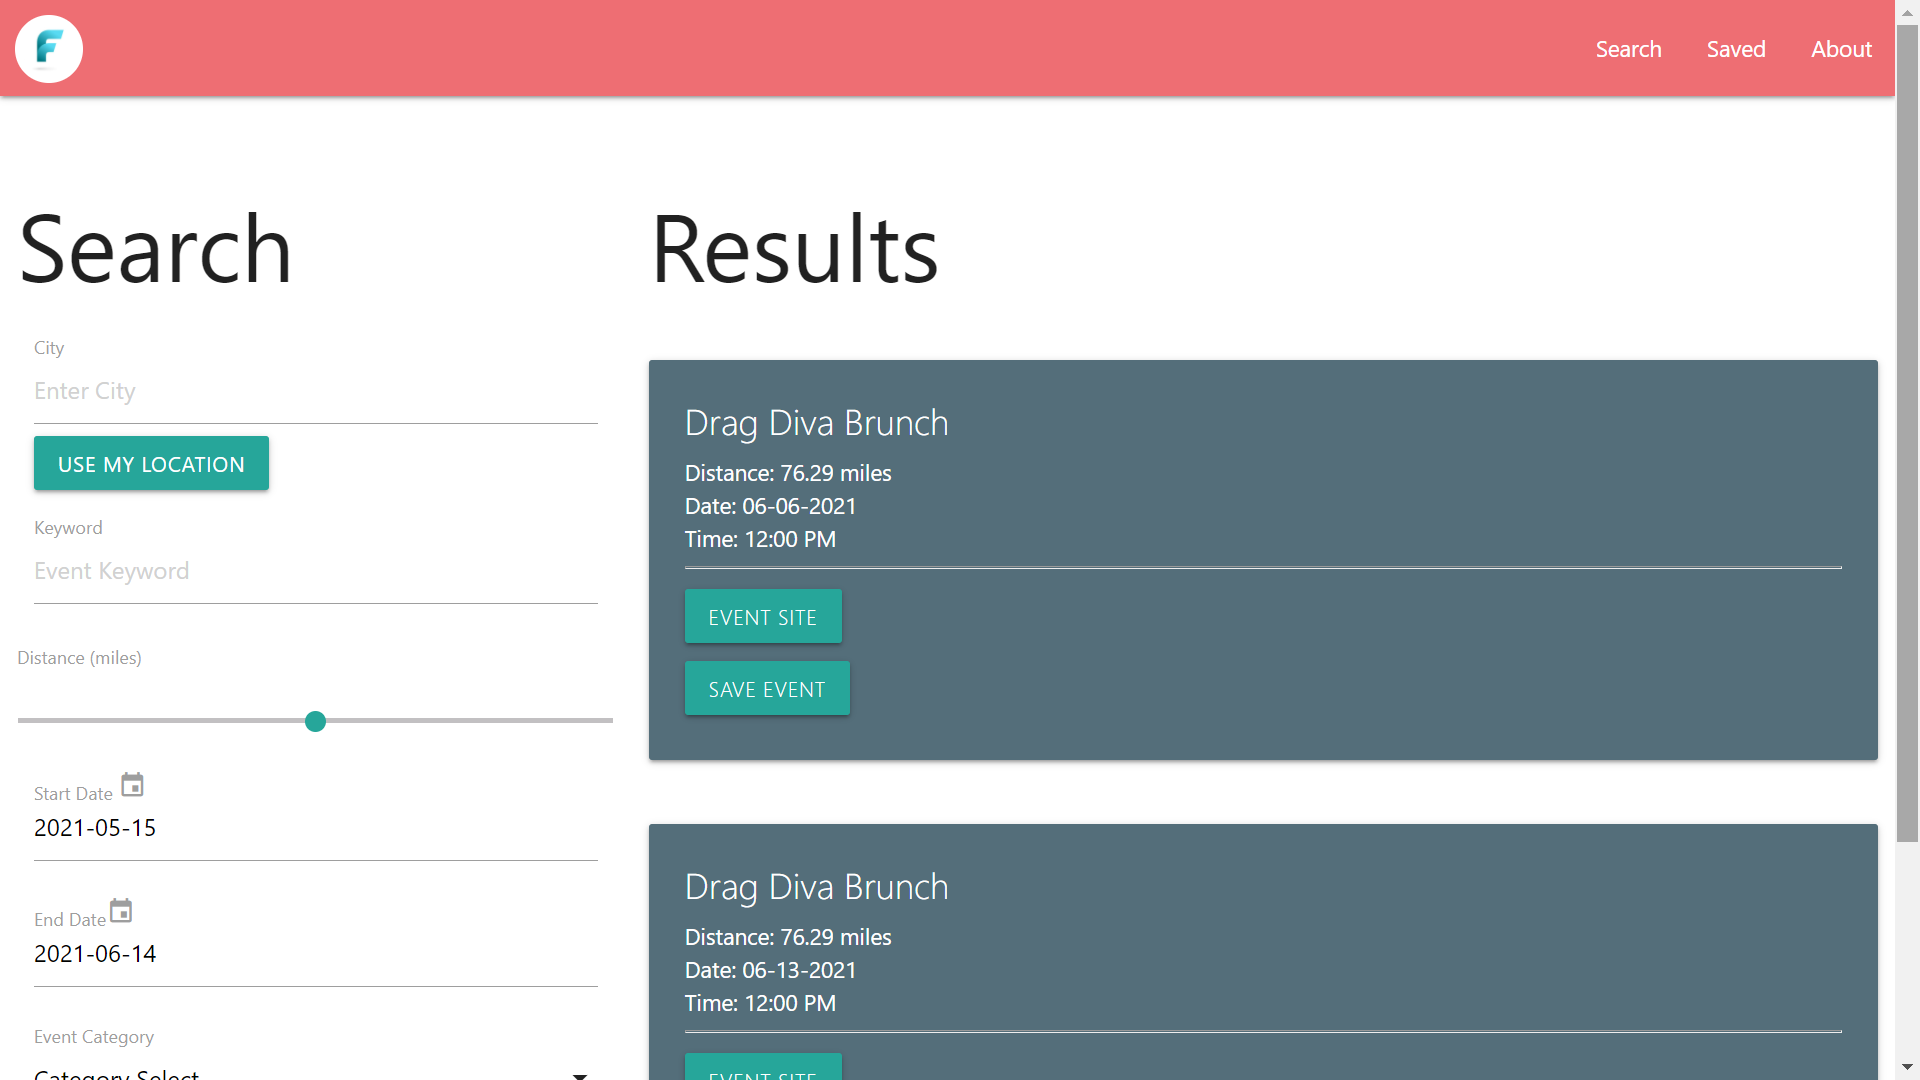 F
Search
Saved
About
Search
City
Enter City
USE MY LOCATION
Keyword
Event Keyword
Distance (miles)
Start Date
2021-05-15
End Date
2021-06-14
Event Category
Category Select
Results
Drag Diva Brunch
Distance: 76.29 miles
Date: 06-06-2021
Time: 12:00 PM
EVENT SITE
SAVE EVENT
Drag Diva Brunch
Distance: 76.29 miles
Date: 06-13-2021
Time: 12:00 PM
EVENT SITE